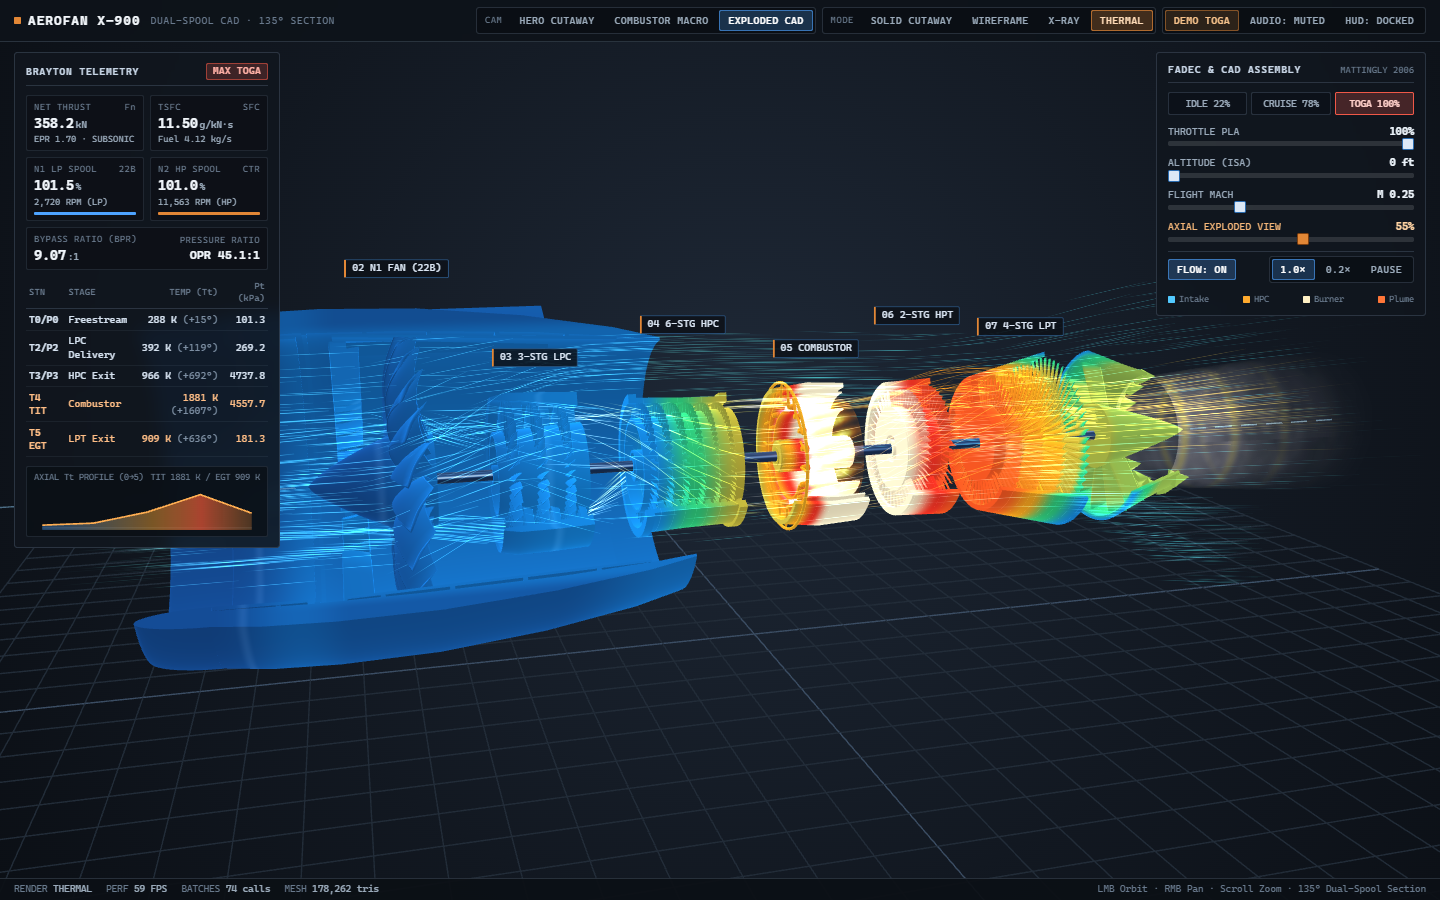 AEROFAN X-900 DUAL-SPOOL CAD · 135° SECTION
CAM HERO CUTAWAY COMBUSTOR MACRO EXPLODED CAD
MODE SOLID CUTAWAY WIREFRAME X-RAY THERMAL
DEMO TOGA AUDIO: MUTED HUD: DOCKED
BRAYTON TELEMETRY MAX TOGA
NET THRUST Fn
358.2kN
EPR 1.70 · SUBSONIC
TSFC SFC
11.50g/kN·s
Fuel 4.12 kg/s
N1 LP SPOOL 22B
101.5%
2,720 RPM (LP)
N2 HP SPOOL CTR
101.0%
11,563 RPM (HP)
BYPASS RATIO (BPR) PRESSURE RATIO
9.07:1 OPR 45.1:1
STN STAGE TEMP (Tt) Pt (kPa)
T0/P0 Freestream 288 K (+15°) 101.3
T2/P2 LPC Delivery 392 K (+119°) 269.2
T3/P3 HPC Exit 966 K (+692°) 4737.8
T4 TIT Combustor 1881 K (+1607°) 4557.7
T5 EGT LPT Exit 909 K (+636°) 181.3
AXIAL Tt PROFILE (0→5) TIT 1881 K / EGT 909 K
02 N1 FAN (22B)
03 3-STG LPC
04 6-STG HPC
05 COMBUSTOR
06 2-STG HPT
07 4-STG LPT
FADEC & CAD ASSEMBLY MATTINGLY 2006
IDLE 22% CRUISE 78% TOGA 100%
THROTTLE PLA 100%
ALTITUDE (ISA) 0 ft
FLIGHT MACH M 0.25
AXIAL EXPLODED VIEW 55%
FLOW: ON 1.0× 0.2× PAUSE
Intake HPC Burner Plume
RENDER THERMAL PERF 59 FPS BATCHES 74 calls MESH 178,262 tris
LMB Orbit · RMB Pan · Scroll Zoom · 135° Dual-Spool Section